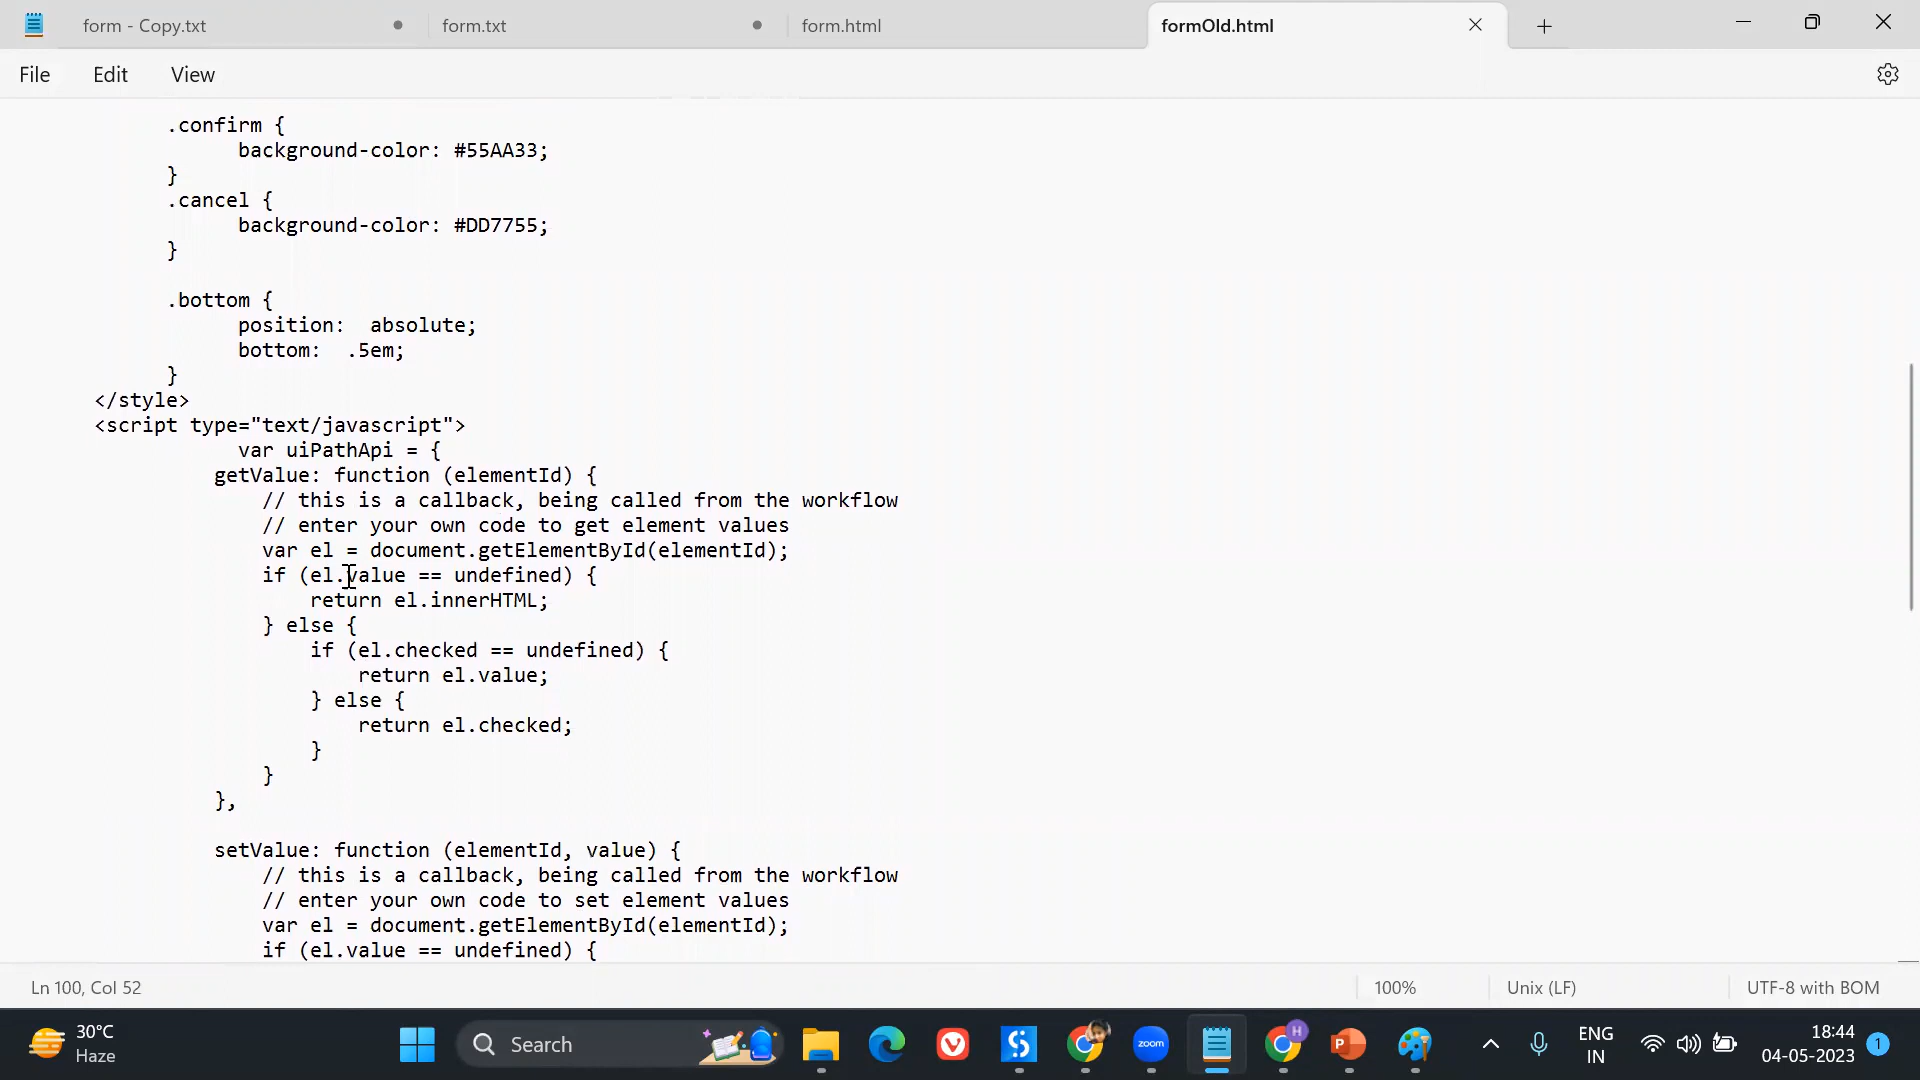 form - Copy.txt
form.txt
form.html
formOld.html
File
Edit
View
.confirm {
background-color: #55AA33;
}
.cancel {
background-color: #DD7755;
}
.bottom {
position:  absolute;
bottom:  .5em;
}
</style>
<script type="text/javascript">
var uiPathApi = {
getValue: function (elementId) {
// this is a callback, being called from the workflow
// enter your own code to get element values
var el = document.getElementById(elementId);
if (el.value == undefined) {
return el.innerHTML;
} else {
if (el.checked == undefined) {
return el.value;
} else {
return el.checked;
}
}
},
setValue: function (elementId, value) {
// this is a callback, being called from the workflow
// enter your own code to set element values
var el = document.getElementById(elementId);
if (el.value == undefined) {
Ln 100, Col 52
100%
Unix (LF)
UTF-8 with BOM
30°C
Haze
Search
H
zoom
P
ENG
IN
18:44
04-05-2023
1